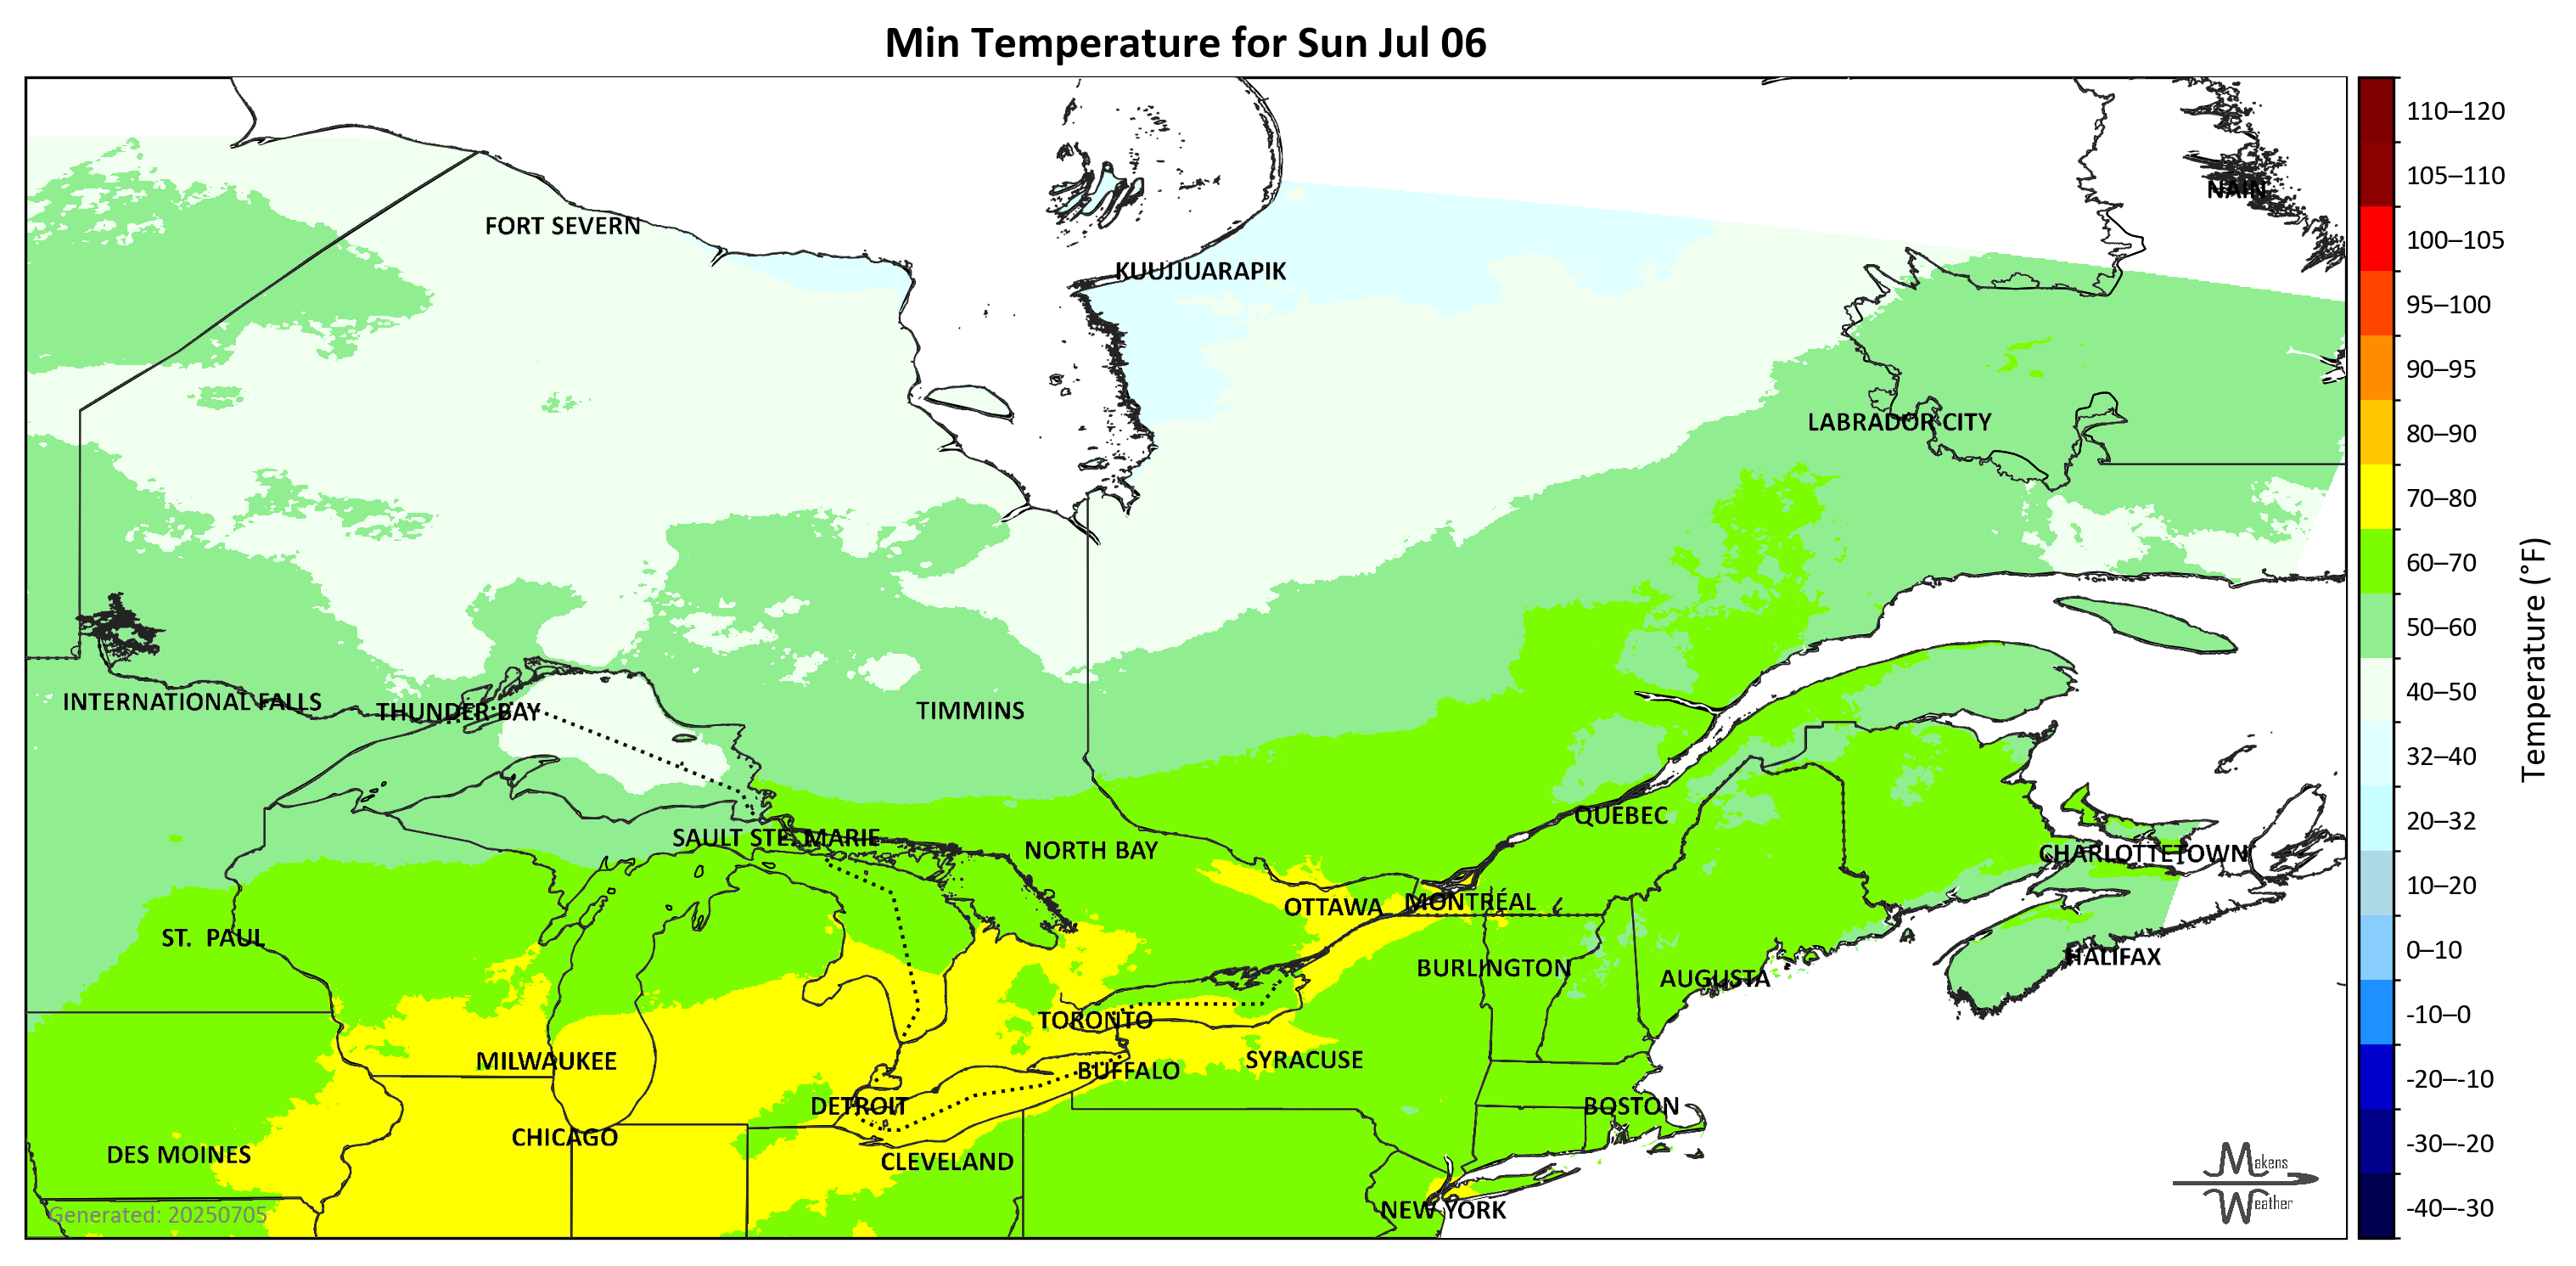 Min Temperature for Sun Jul 06
110–120
105–110
NAIN
FORT SEVERN
100–105
KUUJJUARAPIK
95–100
90–95
LABRADOR CITY
80–90
70–80
60–70
50–60
Temperature (°F)
40–50
INTERNATIONAL FALLS
THUNDER BAY
TIMMINS
32–40
QUÉBEC
20–32
SAULT STE. MARIE
NORTH BAY
CHARLOTTETOWN
10–20
OTTAWA
MONTRÉAL
ST. PAUL
0–10
HALIFAX
BURLINGTON
AUGUSTA
-10–0
TORONTO
MILWAUKEE
SYRACUSE
BUFFALO
-20–-10
DETROIT
BOSTON
CHICAGO
-30–-20
DES MOINES
CLEVELAND
Makens
Weather
NEW YORK
-40–-30
Generated: 20250705